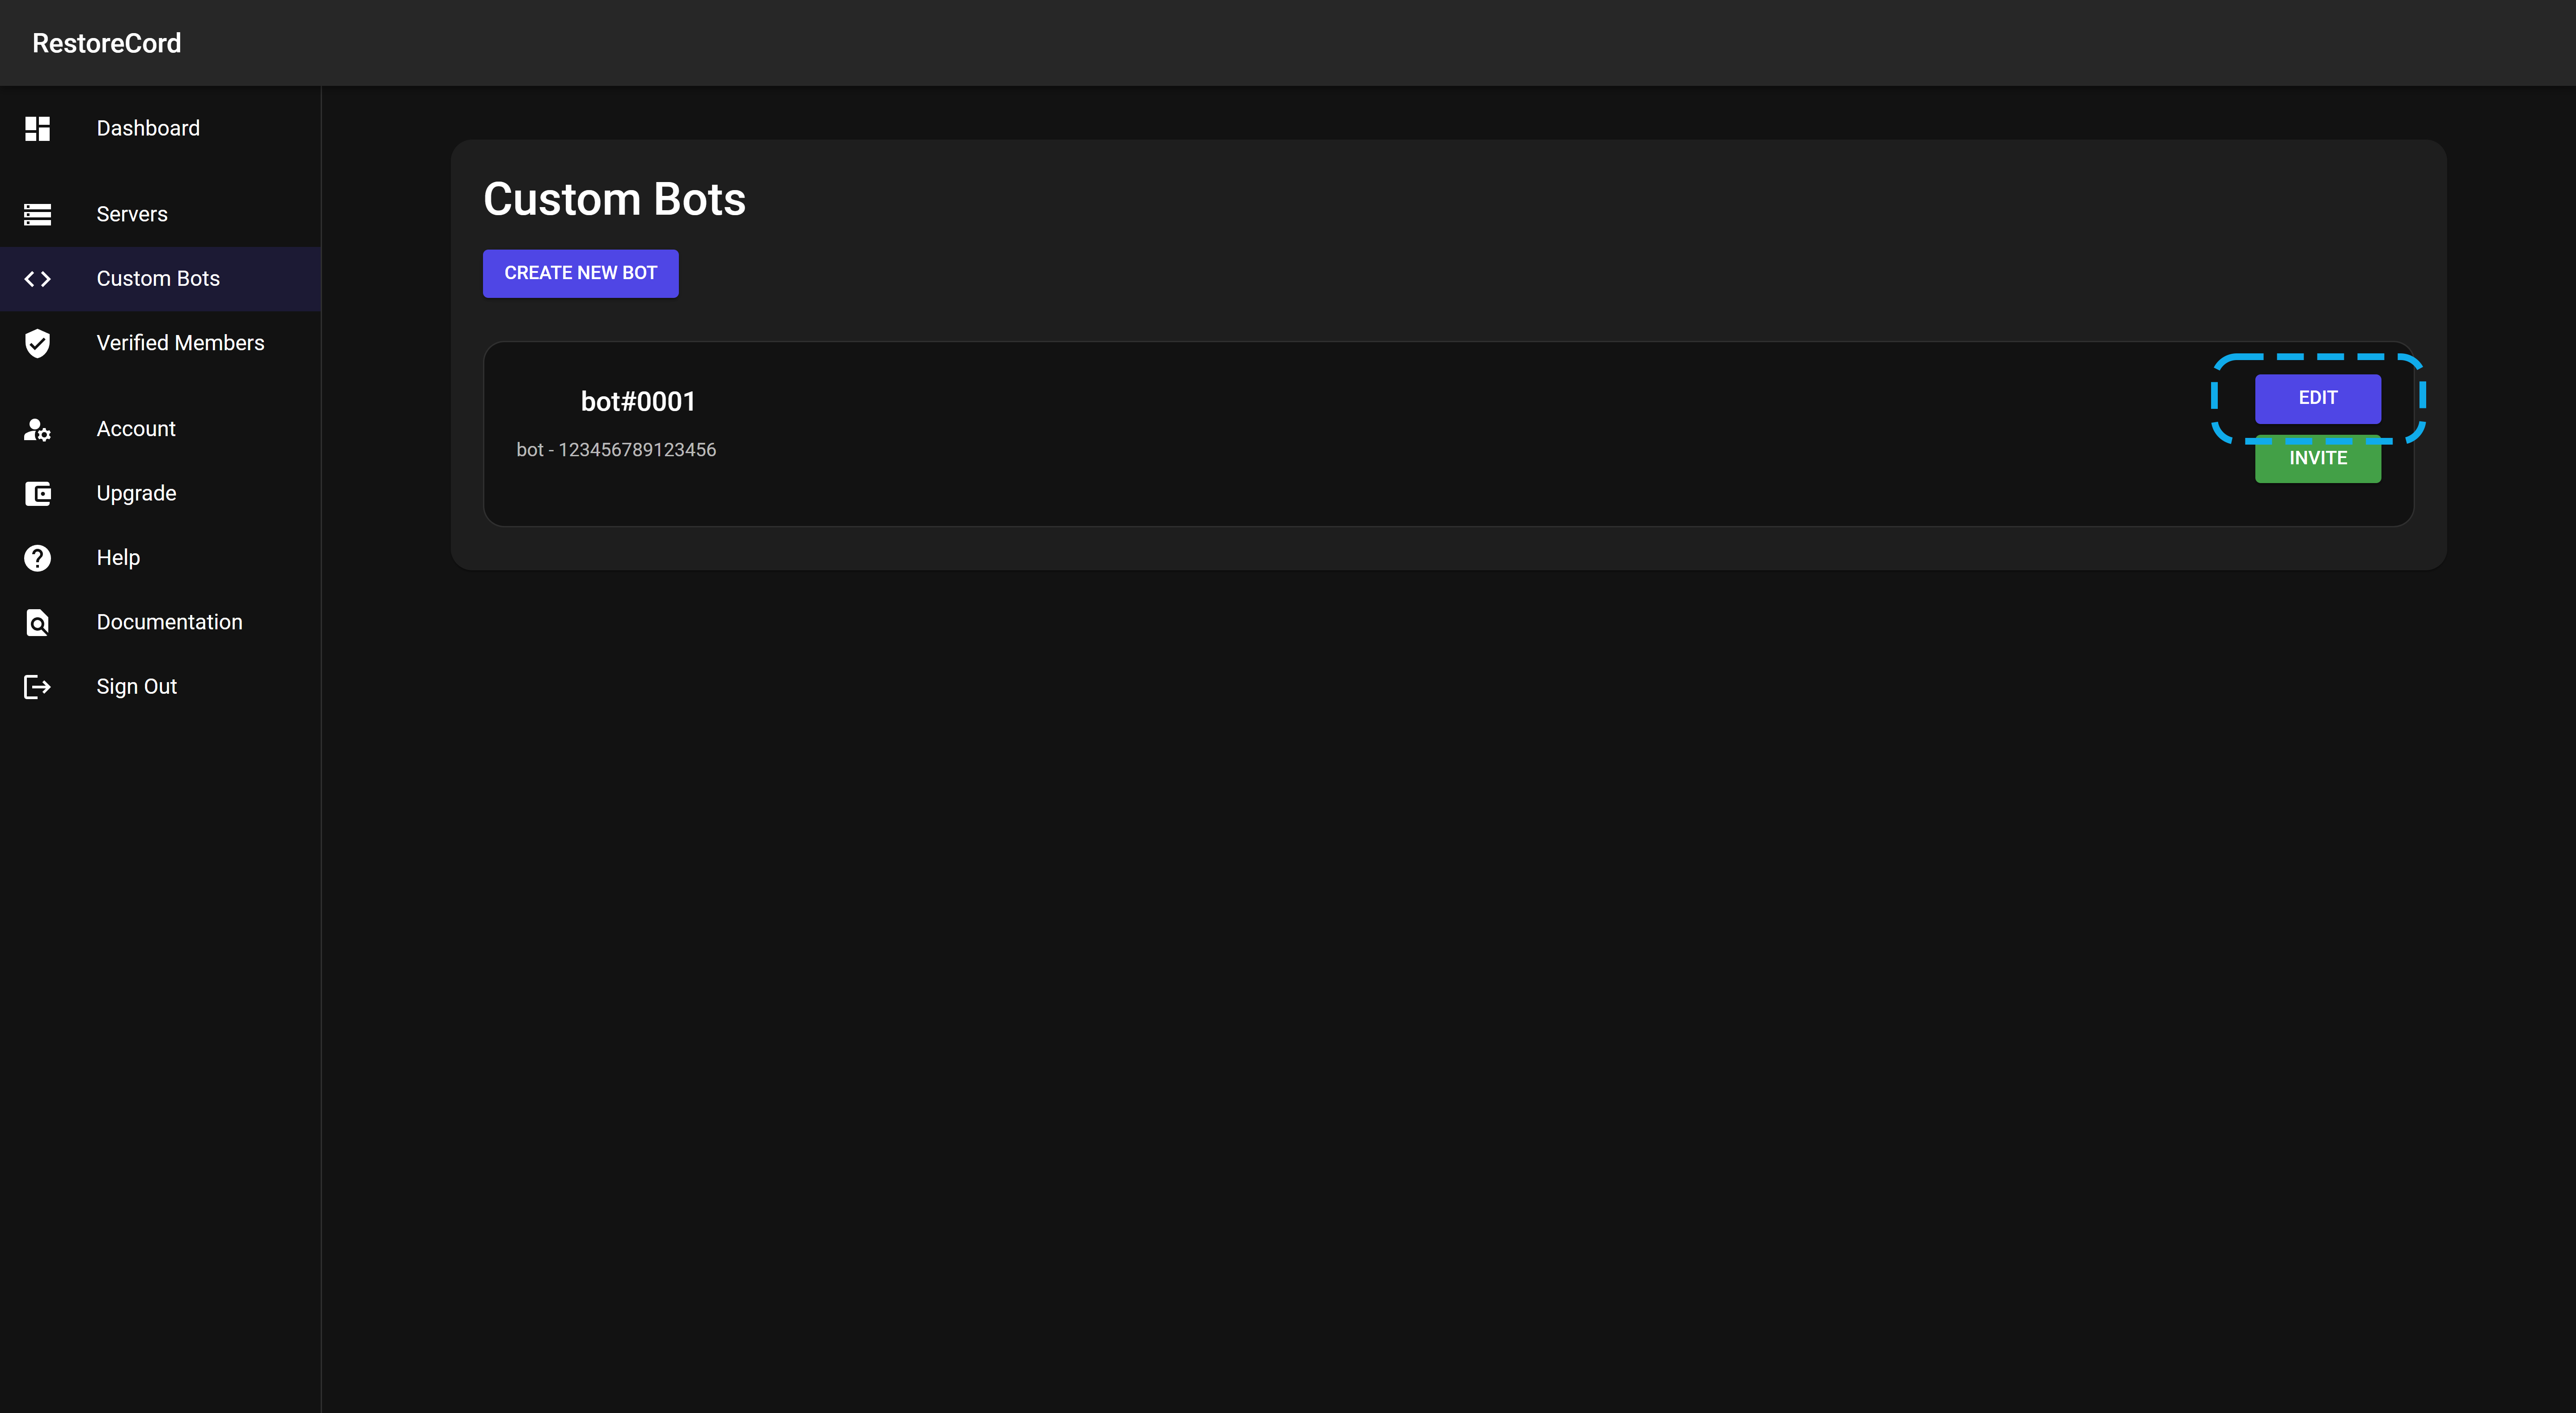 RestoreCord
Dashboard
Servers
Custom Bots
Verified Members
Account
Upgrade
Help
Documentation
Sign Out
Custom Bots
CREATE NEW BOT
bot#0001
bot - 123456789123456
EDIT
INVITE